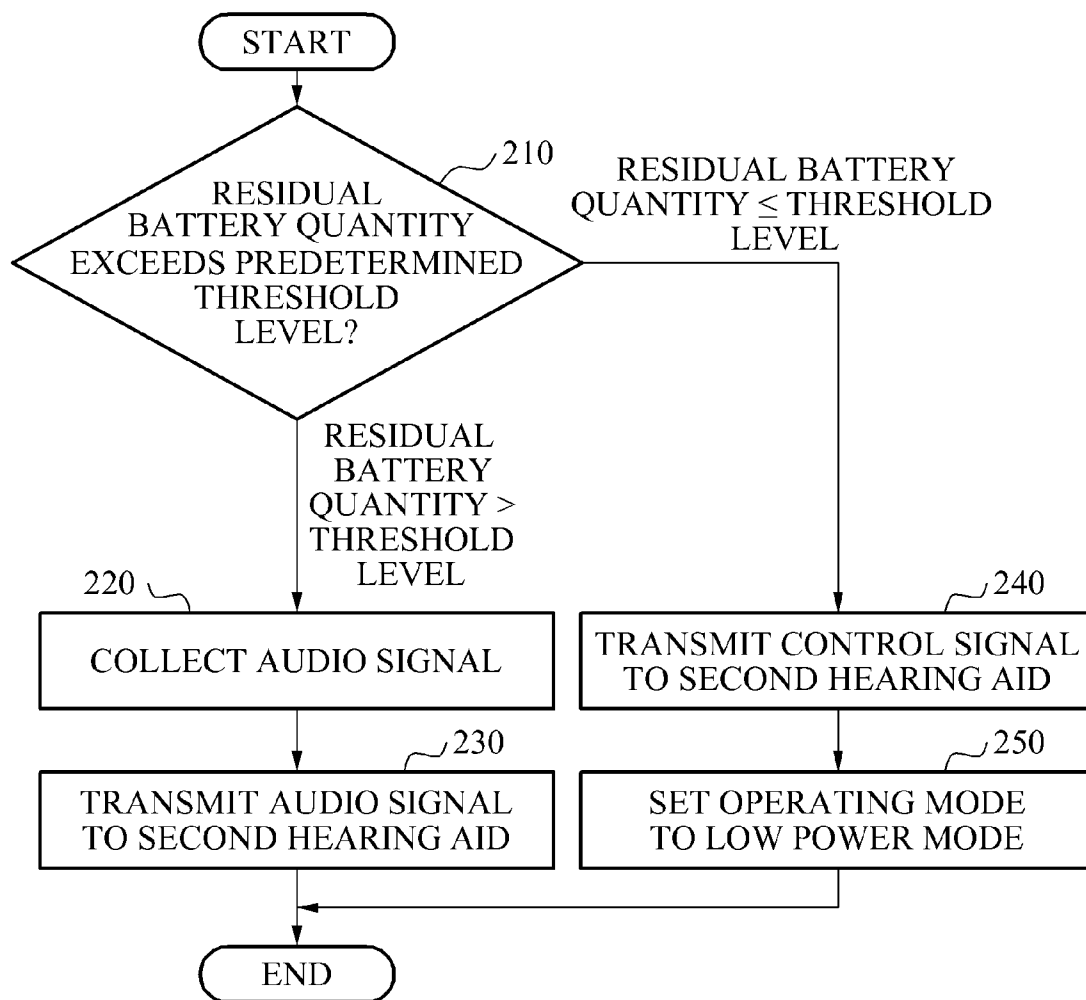 START
210
RESIDUAL
BATTERY QUANTITY
EXCEEDS PREDETERMINED
THRESHOLD
LEVEL?
RESIDUAL BATTERY
QUANTITY ≤ THRESHOLD
LEVEL
RESIDUAL
BATTERY
QUANTITY >
THRESHOLD
LEVEL
220
COLLECT AUDIO SIGNAL
230
TRANSMIT AUDIO SIGNAL
TO SECOND HEARING AID
240
TRANSMIT CONTROL SIGNAL
TO SECOND HEARING AID
250
SET OPERATING MODE
TO LOW POWER MODE
END